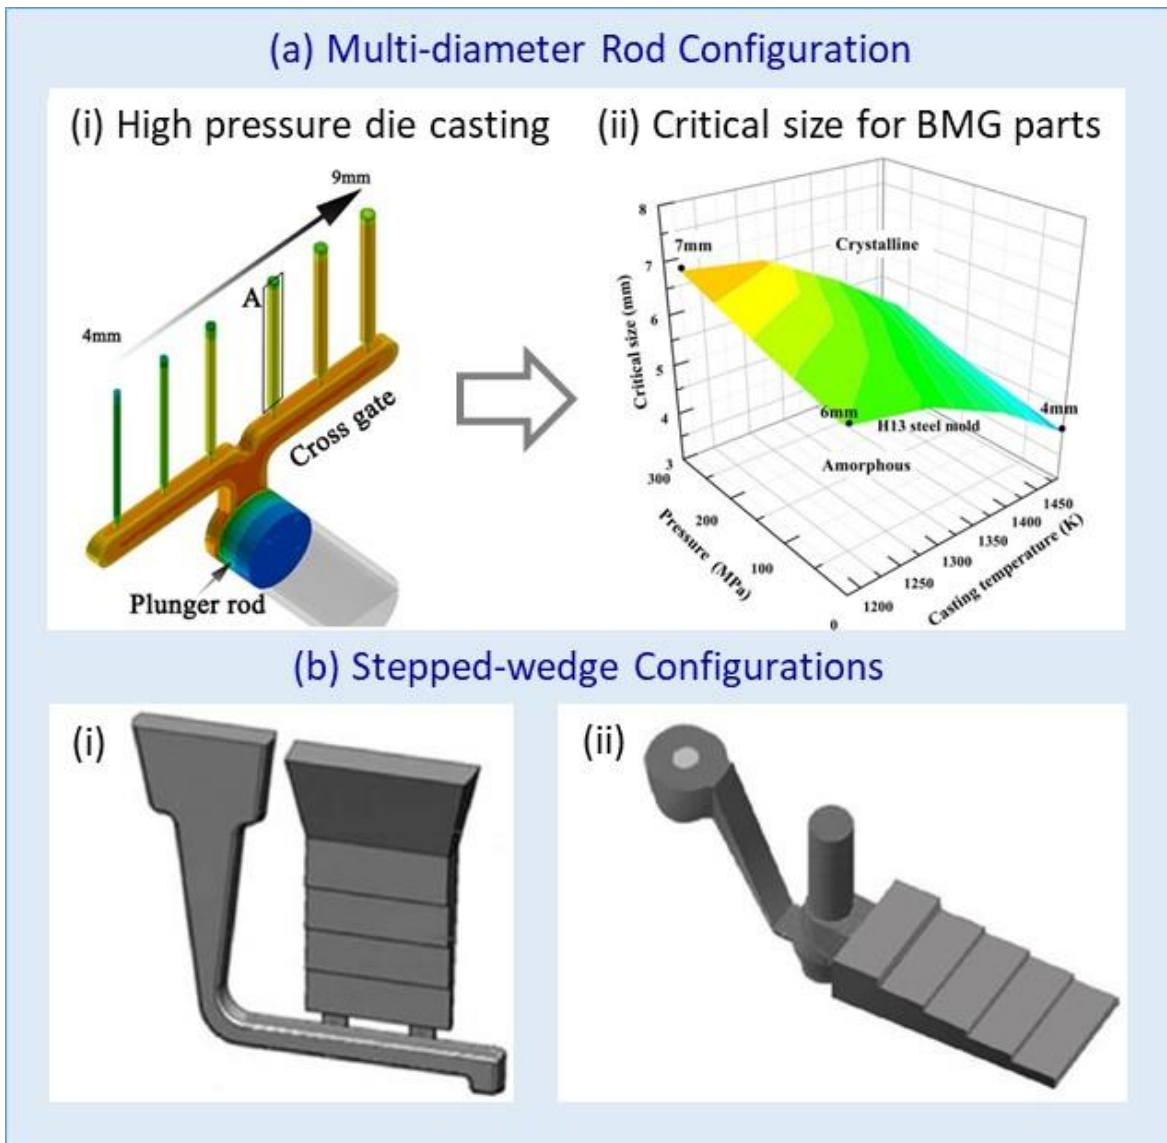 (a) Multi-diameter Rod Configuration
(i) High pressure die casting
9mm
A
4mm
Cross gate
Plunger rod
(ii) Critical size for BMG parts
8
7
6
5
4
3
Critical size (mm)
Crystalline
7mm
6mm
4mm
H13 steel mold
Amorphous
300
200
100
0
Pressure (MPa)
1200
1250
1300
1350
1400
1450
Casting temperature (K)
(b) Stepped-wedge Configurations
(i)
(ii)